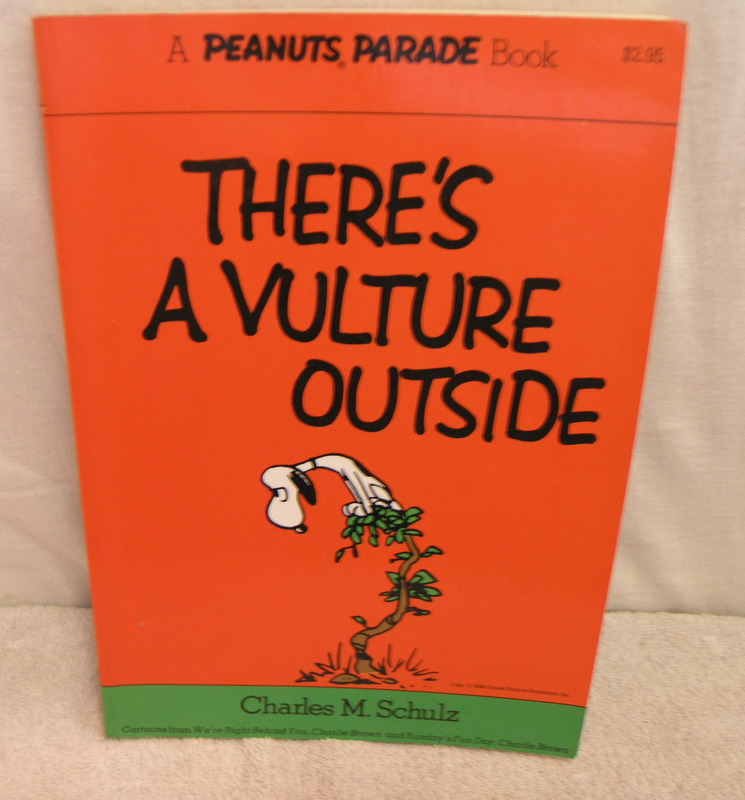 A PEANUTS® PARADE Book $2.95
THERE'S
A VULTURE
OUTSIDE
Charles M. Schulz
Cartoons from We're Right Behind You, Charlie Brown and Sunday's Fun Day, Charlie Brown